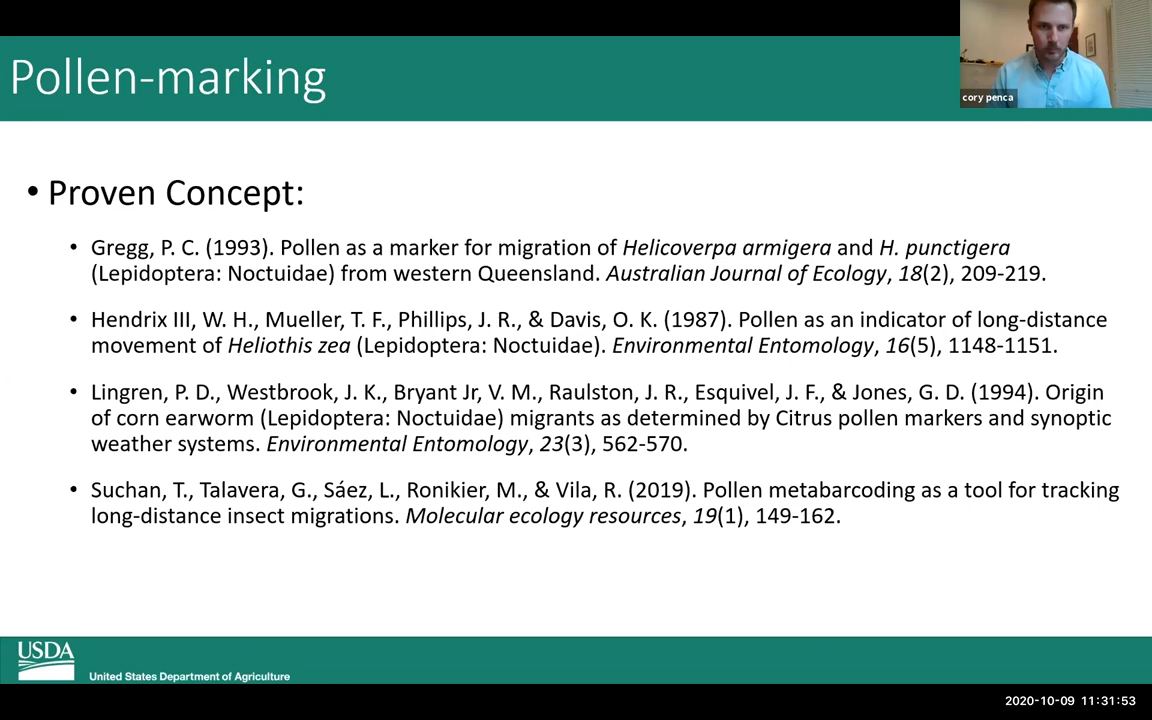 Pollen-marking
cory penca
• Proven Concept:
• Gregg, P. C. (1993). Pollen as a marker for migration of Helicoverpa armigera and H. punctigera
(Lepidoptera: Noctuidae) from western Queensland. Australian Journal of Ecology, 18(2), 209-219.
• Hendrix III, W. H., Mueller, T. F., Phillips, J. R., & Davis, O. K. (1987). Pollen as an indicator of long-distance
movement of Heliothis zea (Lepidoptera: Noctuidae). Environmental Entomology, 16(5), 1148-1151.
• Lingren, P. D., Westbrook, J. K., Bryant Jr, V. M., Raulston, J. R., Esquivel, J. F., & Jones, G. D. (1994). Origin
of corn earworm (Lepidoptera: Noctuidae) migrants as determined by Citrus pollen markers and synoptic
weather systems. Environmental Entomology, 23(3), 562-570.
• Suchan, T., Talavera, G., Sáez, L., Ronikier, M., & Vila, R. (2019). Pollen metabarcoding as a tool for tracking
long-distance insect migrations. Molecular ecology resources, 19(1), 149-162.
USDA
United States Department of Agriculture
2020-10-09 11:31:53